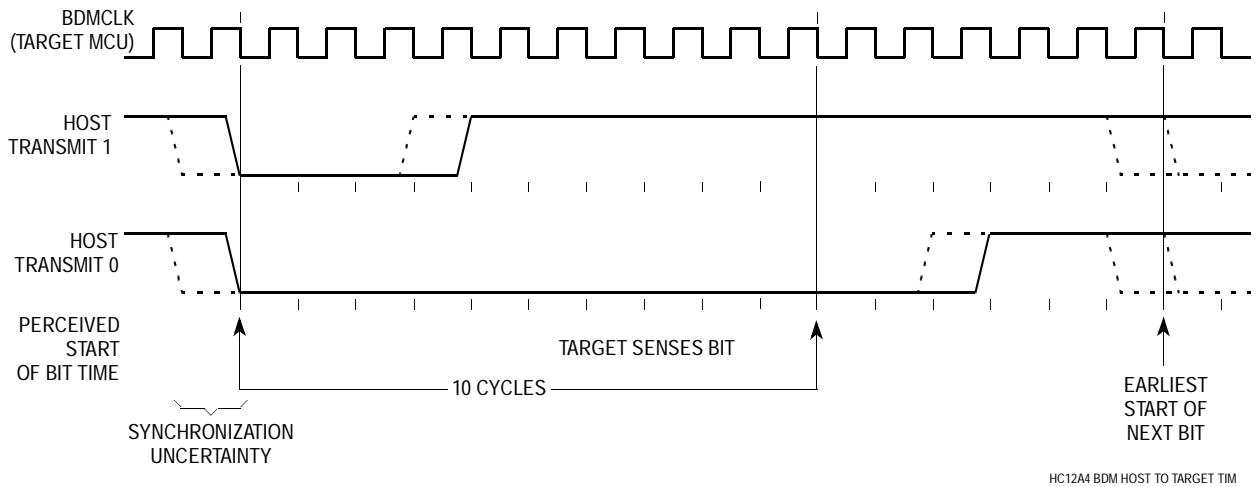 BDMCLK
(TARGET MCU)
HOST
TRANSMIT 1
HOST
TRANSMIT 0
PERCEIVED
START
OF BIT TIME
TARGET SENSES BIT
10 CYCLES
EARLIEST
START OF
NEXT BIT
SYNCHRONIZATION
UNCERTAINTY
HC12A4 BDM HOST TO TARGET TIM